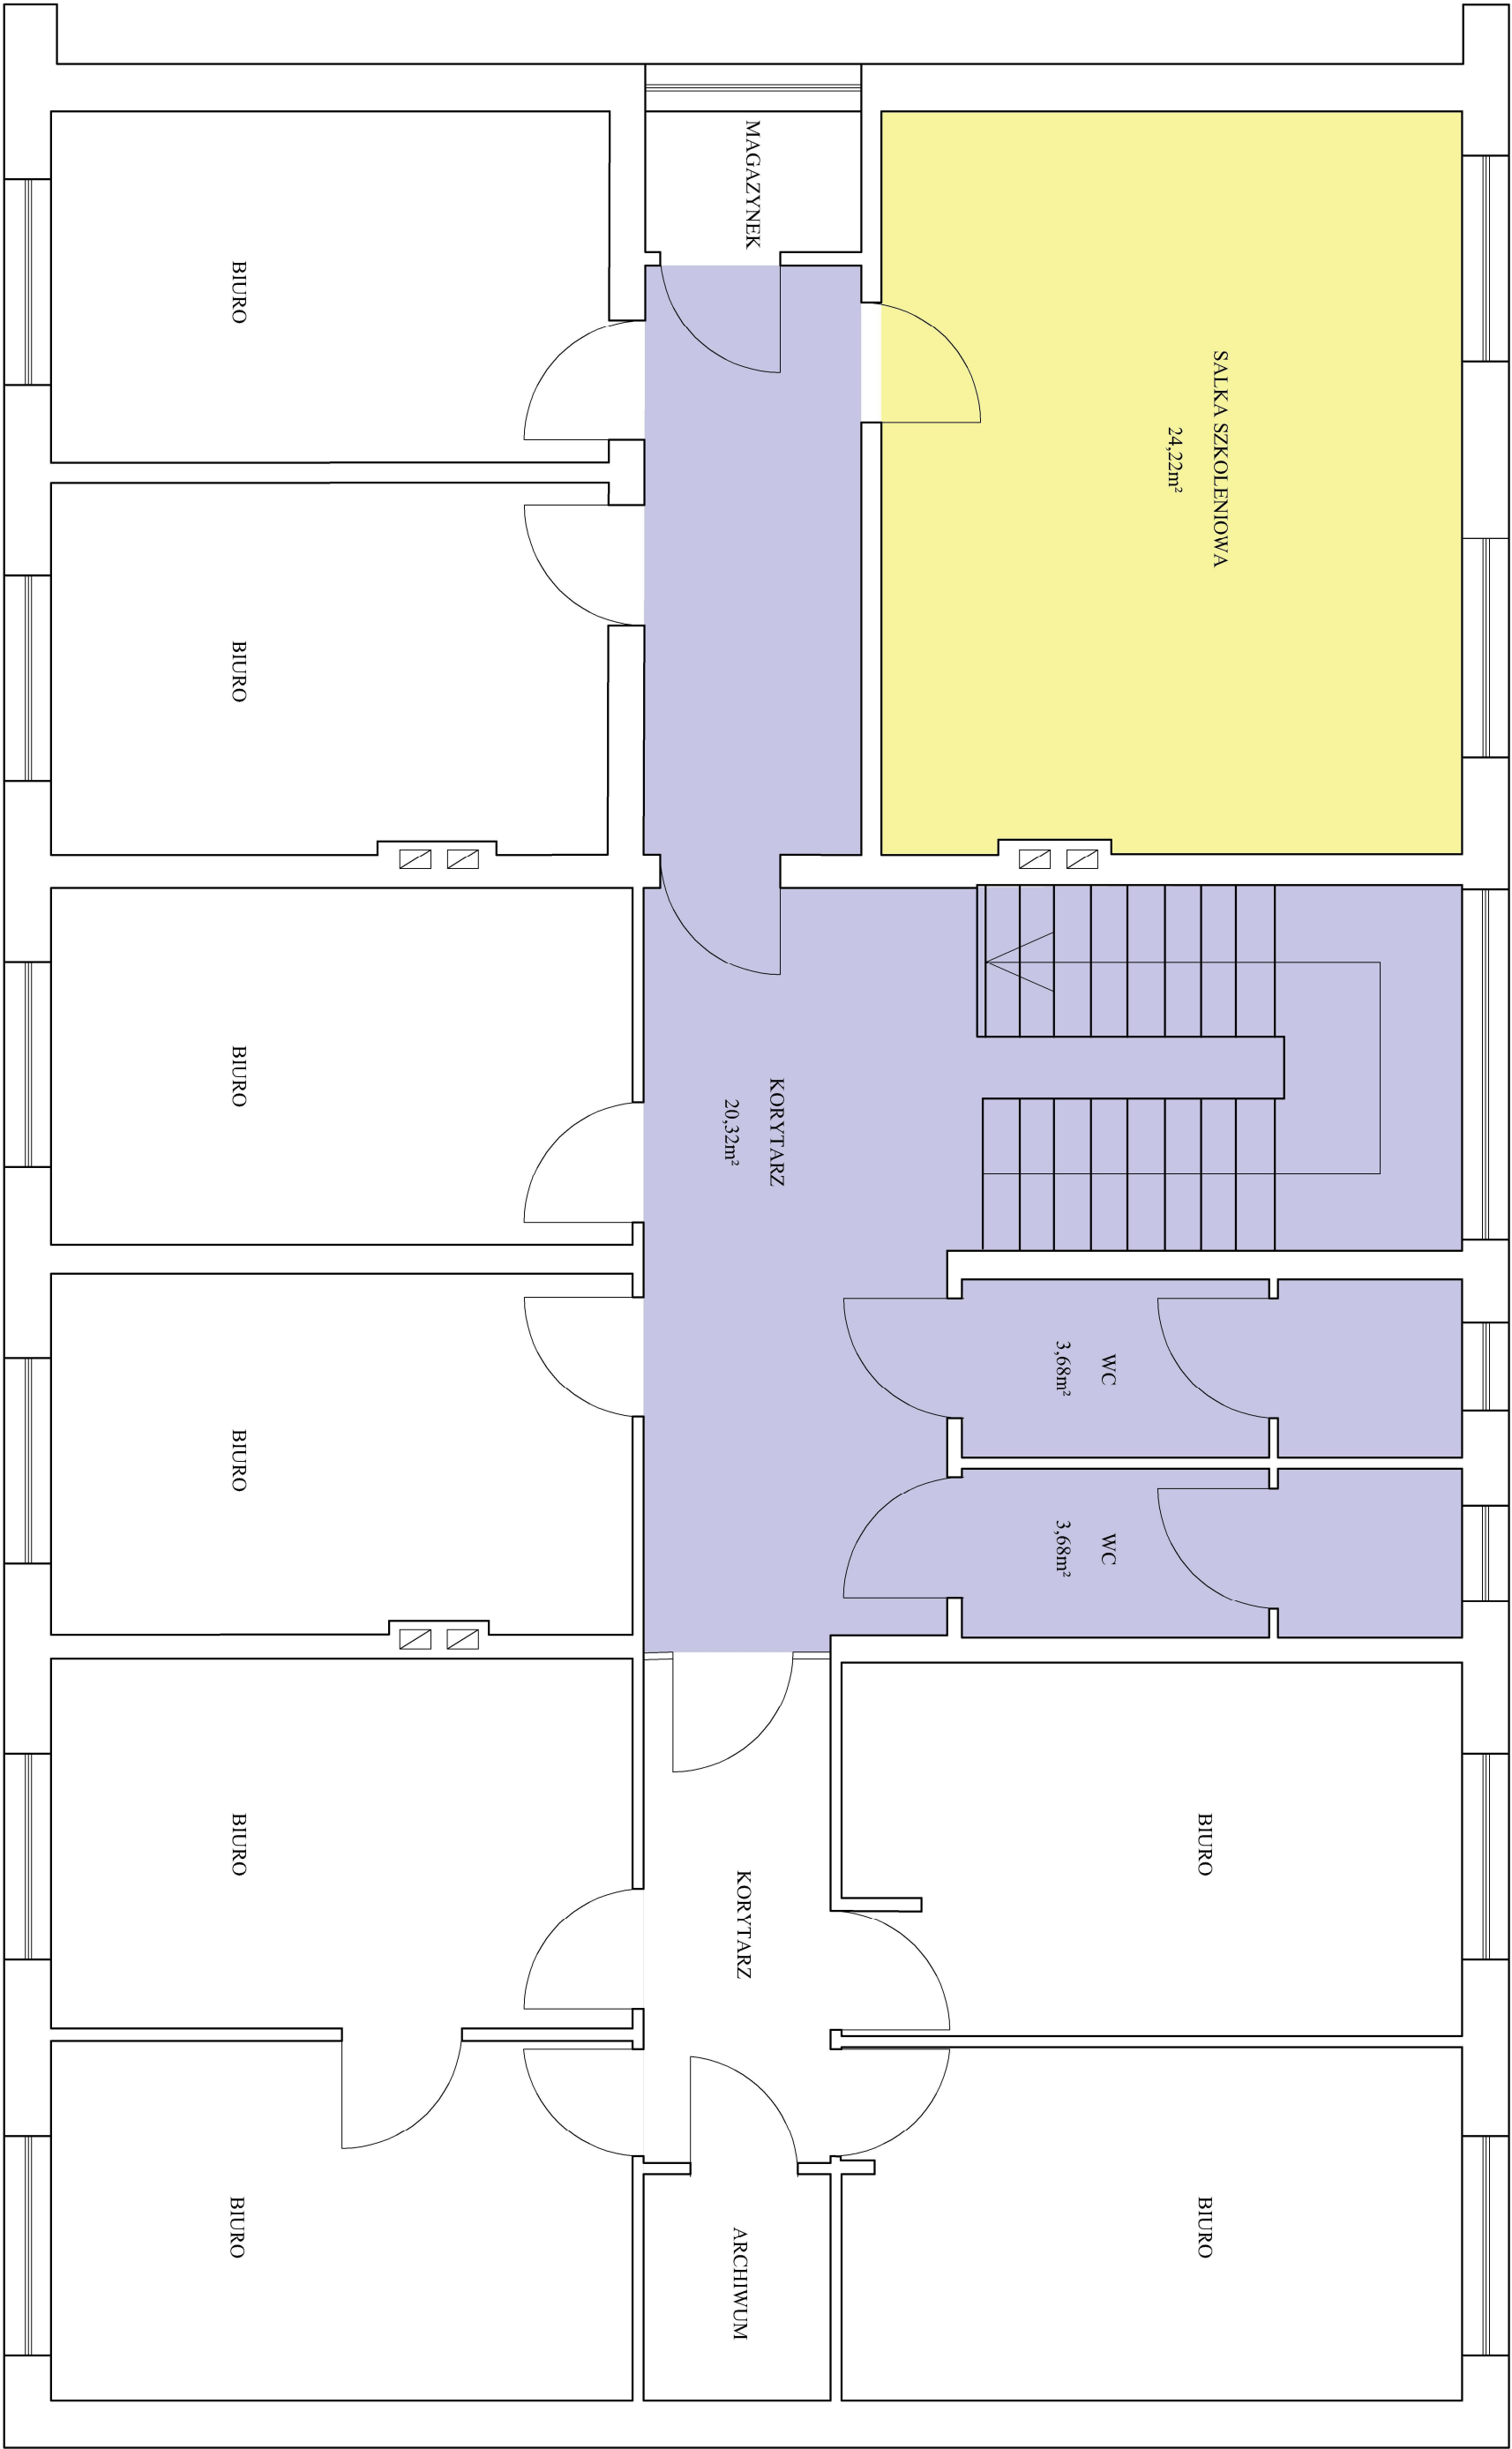 MAGAZYNEK
BIURO
SALKA SZKOLENIOWA
24,22m²
BIURO
BIURO
KORYTARZ
20,32m²
WC
3,68m²
BIURO
WC
3,68m²
BIURO
KORYTARZ
BIURO
BIURO
ARCHIWUM
BIURO